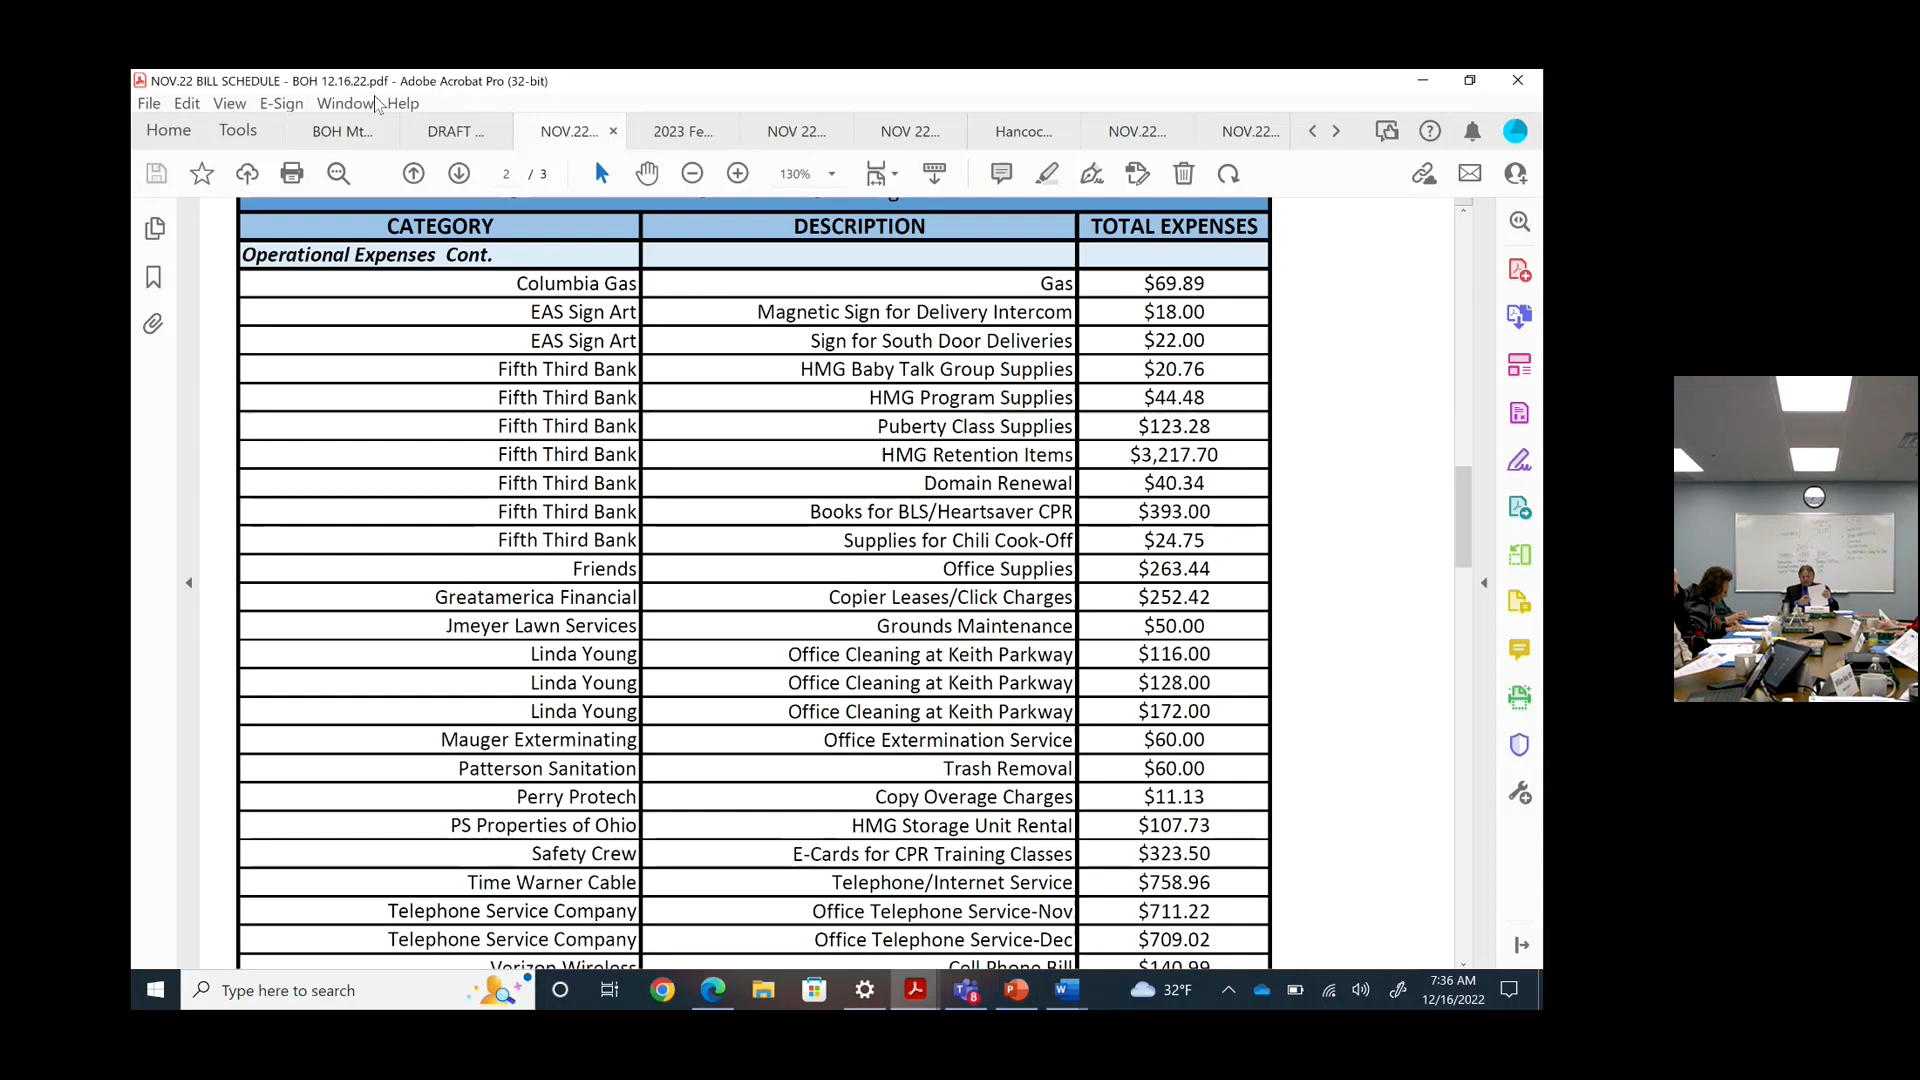 NOV.22 BILL SCHEDULE - BOH 12.16.22.pdf - Adobe Acrobat Pro (32-bit)
File Edit View E-Sign Window Help
Home Tools BOH Mt... DRAFT ... NOV.22... × 2023 Fe... NOV 22... NOV 22... Hancoc... NOV.22... NOV.22...
2 / 3 130%
CATEGORY DESCRIPTION TOTAL EXPENSES
Operational Expenses Cont.
Columbia Gas Gas $69.89
EAS Sign Art Magnetic Sign for Delivery Intercom $18.00
EAS Sign Art Sign for South Door Deliveries $22.00
Fifth Third Bank HMG Baby Talk Group Supplies $20.76
Fifth Third Bank HMG Program Supplies $44.48
Fifth Third Bank Puberty Class Supplies $123.28
Fifth Third Bank HMG Retention Items $3,217.70
Fifth Third Bank Domain Renewal $40.34
Fifth Third Bank Books for BLS/Heartsaver CPR $393.00
Fifth Third Bank Supplies for Chili Cook-Off $24.75
Friends Office Supplies $263.44
Greatamerica Financial Copier Leases/Click Charges $252.42
Jmeyer Lawn Services Grounds Maintenance $50.00
Linda Young Office Cleaning at Keith Parkway $116.00
Linda Young Office Cleaning at Keith Parkway $128.00
Linda Young Office Cleaning at Keith Parkway $172.00
Mauger Exterminating Office Extermination Service $60.00
Patterson Sanitation Trash Removal $60.00
Perry Protech Copy Overage Charges $11.13
PS Properties of Ohio HMG Storage Unit Rental $107.73
Safety Crew E-Cards for CPR Training Classes $323.50
Time Warner Cable Telephone/Internet Service $758.96
Telephone Service Company Office Telephone Service-Nov $711.22
Telephone Service Company Office Telephone Service-Dec $709.02
Verizon Wireless Cell Phone Bill $140.99
Type here to search 8 32°F 7:36 AM
12/16/2022